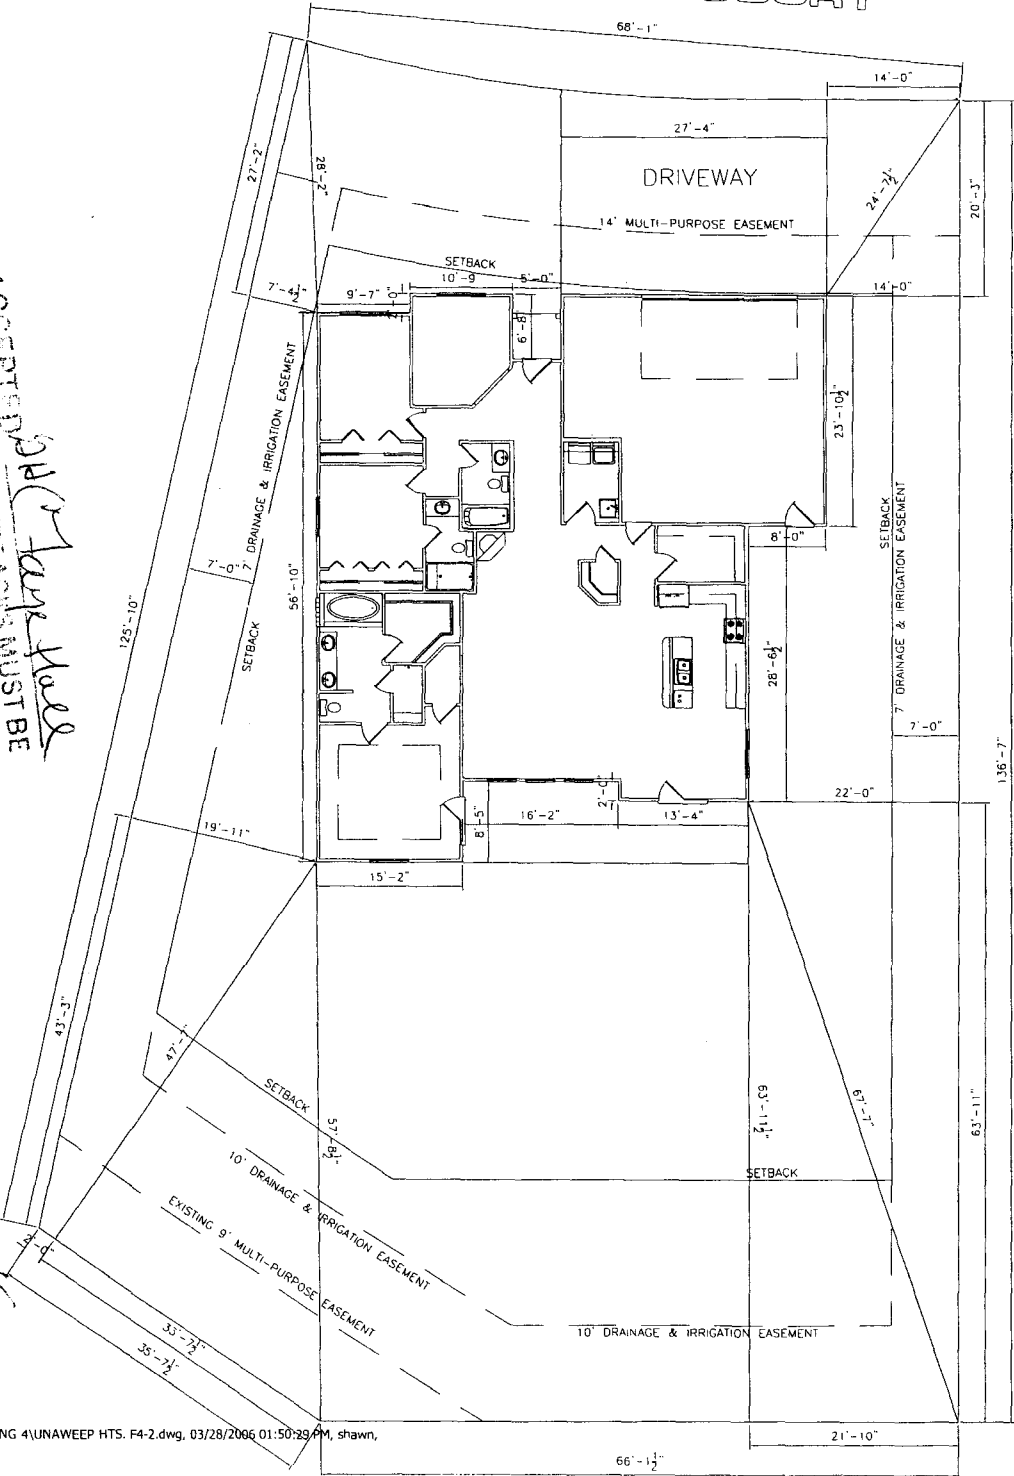 68'-1"
14'-0"
27'-4"
DRIVEWAY
14' MULTI-PURPOSE EASEMENT
24'-7½"
20'-3"
27'-2"
28'-2"
SETBACK
10'-9
5'-0"
14'-0"
7'-4½"
9'-7"
6'-8"
23'-10½"
7' DRAINAGE & IRRIGATION EASEMENT
SETBACK
7' DRAINAGE & IRRIGATION EASEMENT
8'-0"
7'-0"
56'-10"
SETBACK
125'-10"
28'-6½"
7'-0"
136'-7"
MUST BE
22'-0"
2'-0"
16'-2"
13'-4"
8'-5"
19'-11"
15'-2"
43'-3"
47'-7"
SETBACK
57'-8½"
63'-11½"
67'-7"
63'-11"
SETBACK
10' DRAINAGE & IRRIGATION EASEMENT
EXISTING 9' MULTI-PURPOSE EASEMENT
10' DRAINAGE & IRRIGATION EASEMENT
2'-0"
33'-7½"
35'-7½"
NG 4\UNAWEEP HTS. F4-2.dwg, 03/28/2006 01:50:29 PM, shawn,
21'-10"
66'-1½"